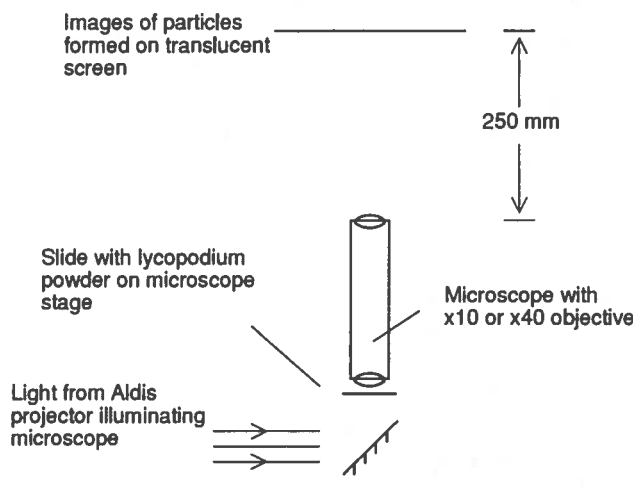 Images of particles
formed on translucent
screen
250 mm
Slide with lycopodium
powder on microscope
stage
Microscope with
x10 or x40 objective
Light from Aldis
projector illuminating
microscope